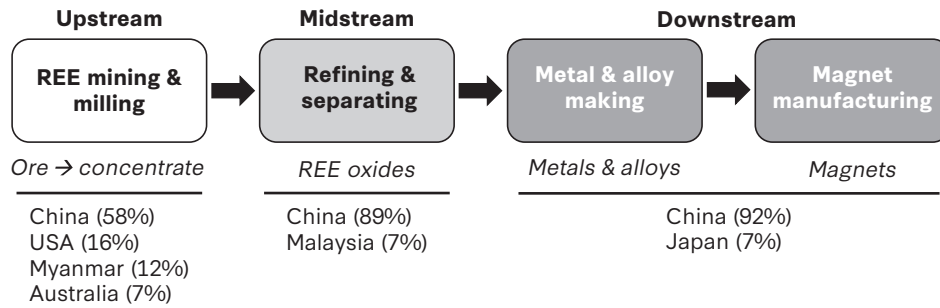 Upstream
Midstream
Downstream
REE mining &
milling
Refining &
separating
Metal & alloy
making
Magnet
manufacturing
Ore → concentrate
REE oxides
Metals & alloys
Magnets
China (58%)
USA (16%)
Myanmar (12%)
Australia (7%)
China (89%)
Malaysia (7%)
China (92%)
Japan (7%)